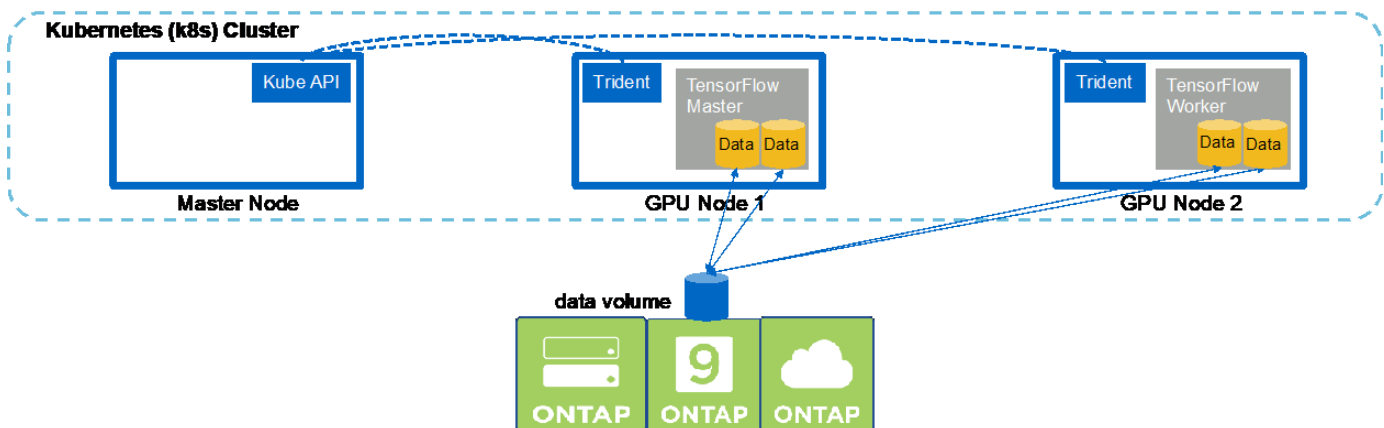 Kubernetes (k8s) Cluster
Kube API
Trident
TensorFlow
Master
Data
Data
Trident
TensorFlow
Worker
Data
Data
Master Node
GPU Node 1
GPU Node 2
data volume
9
ONTAP
ONTAP
ONTAP